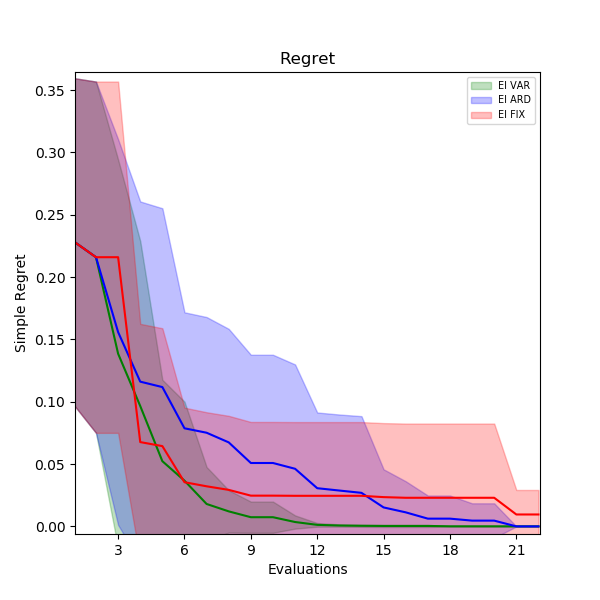 Regret
EI VAR
EI ARD
EI FIX
Simple Regret
0.35
0.30
0.25
0.20
0.15
0.10
0.05
0.00
3 6 9 12 15 18 21
Evaluations